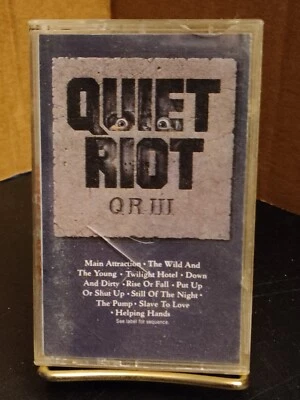 QUIET
RIOT
QR III
Main Attraction • The Wild And
The Young • Twilight Hotel • Down
And Dirty • Rise Or Fall • Put Up
Or Shut Up • Still Of The Night •
The Pump • Slave To Love
• Helping Hands
See label for sequence.